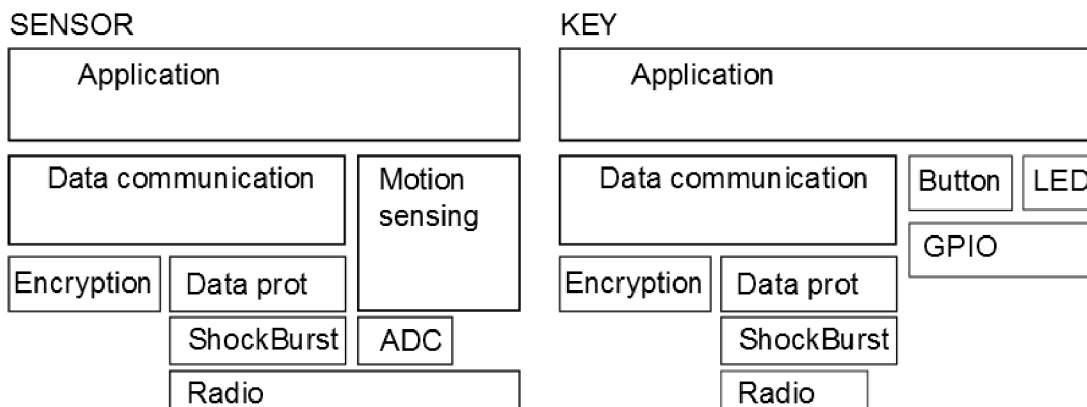 SENSOR
Application
Data communication
Motion
sensing
Encryption
Data prot
ShockBurst
ADC
Radio
KEY
Application
Data communication
Button
LED
GPIO
Encryption
Data prot
ShockBurst
Radio